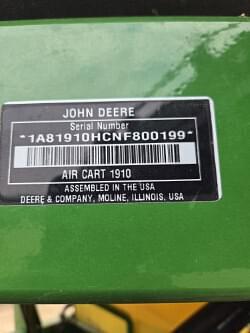 JOHN DEERE
Serial Number
*1A81910HCNF800199*
AIR CART 1910
ASSEMBLED IN THE USA
DEERE & COMPANY, MOLINE, ILLINOIS, USA